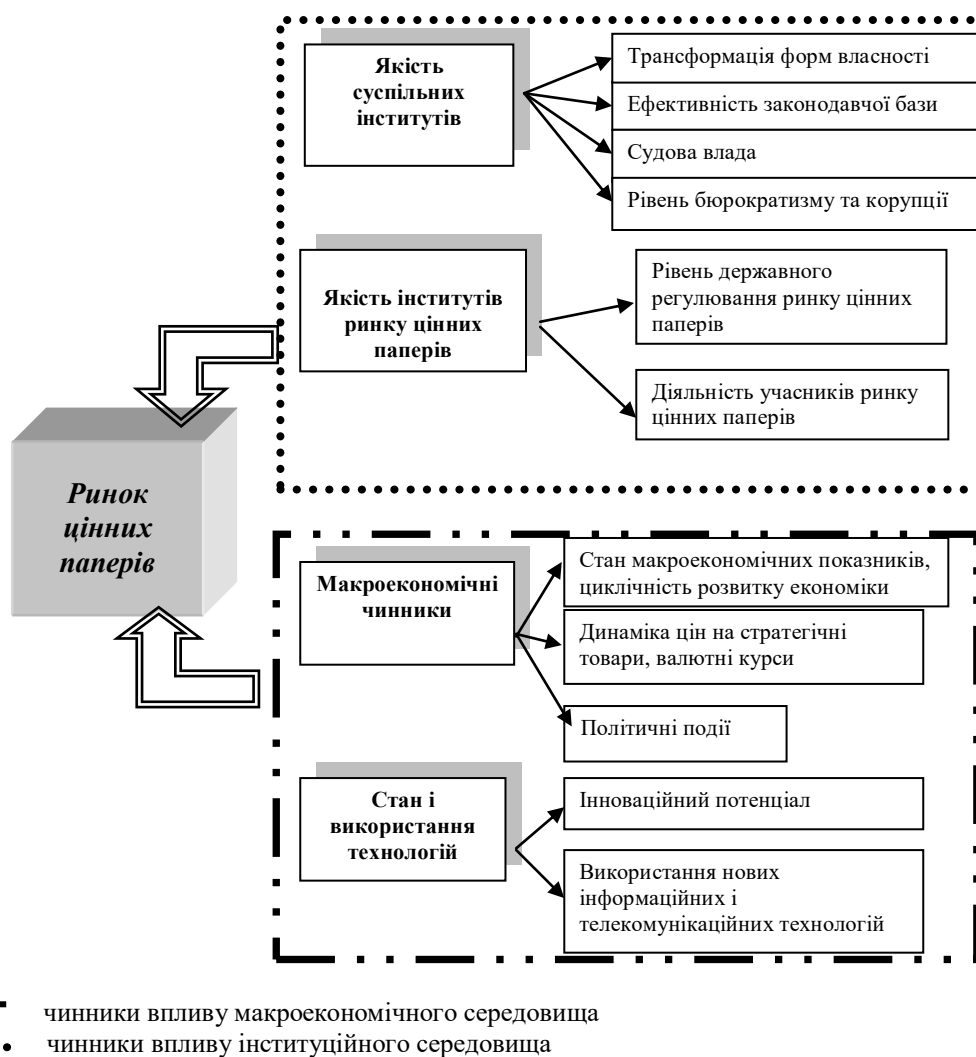 Якість
суспільних
інститутів
Трансформація форм власності
Ефективність законодавчої бази
Судова влада
Рівень бюрократизму та корупції
Якість інститутів
ринку цінних
паперів
Рівень державного
регулювання ринку цінних
паперів
Діяльність учасників ринку
цінних паперів
Ринок
цінних
паперів
Макроекономічні
чинники
Стан макроекономічних показників,
циклічність розвитку економіки
Динаміка цін на стратегічні
товари, валютні курси
Політичні події
Стан і
використання
технологій
Інноваційний потенціал
Використання нових
інформаційних і
телекомунікаційних технологій
чинники впливу макроекономічного середовища
чинники впливу інституційного середовища